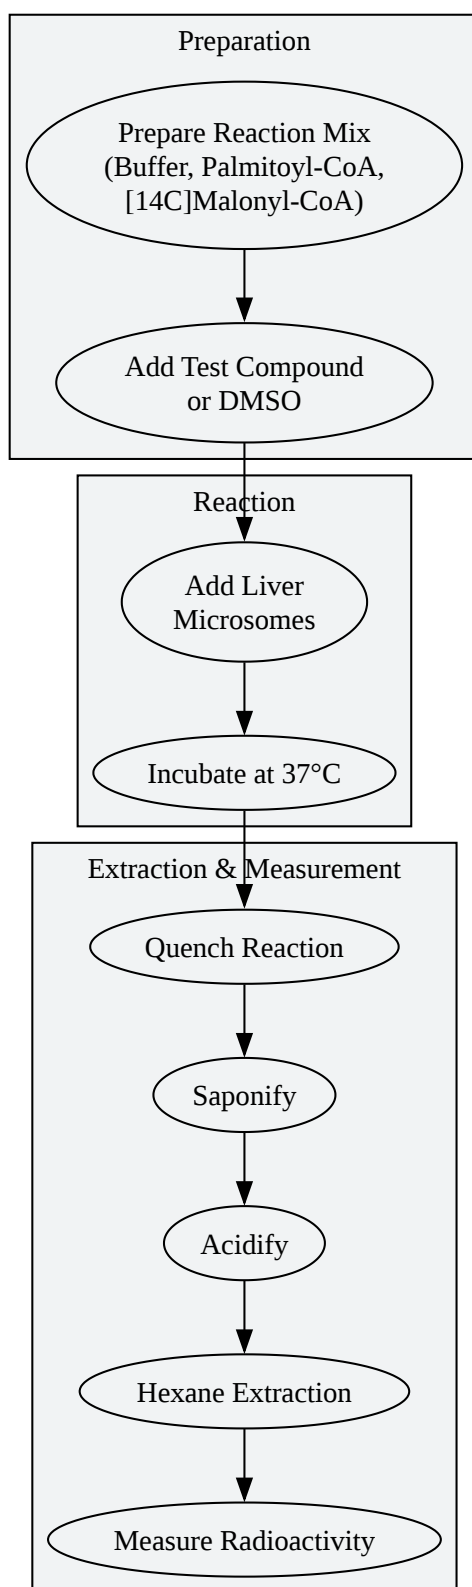 Preparation
Prepare Reaction Mix
(Buffer, Palmitoyl-CoA,
[14C]Malonyl-CoA)
Add Test Compound
or DMSO
Reaction
Add Liver
Microsomes
Incubate at 37°C
Extraction & Measurement
Quench Reaction
Saponify
Acidify
Hexane Extraction
Measure Radioactivity